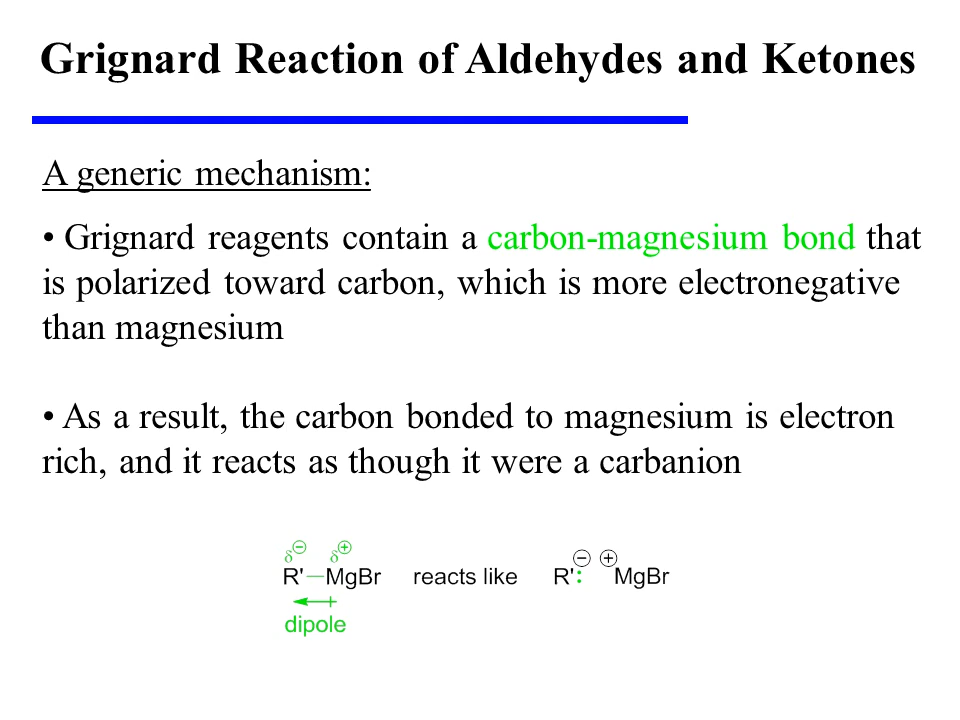 Grignard Reaction of Aldehydes and Ketones
A generic mechanism:
• Grignard reagents contain a carbon-magnesium bond that
is polarized toward carbon, which is more electronegative
than magnesium
• As a result, the carbon bonded to magnesium is electron
rich, and it reacts as though it were a carbanion
δ⊖ δ⊕ ⊖ ⊕
R'—MgBr reacts like R': MgBr
dipole